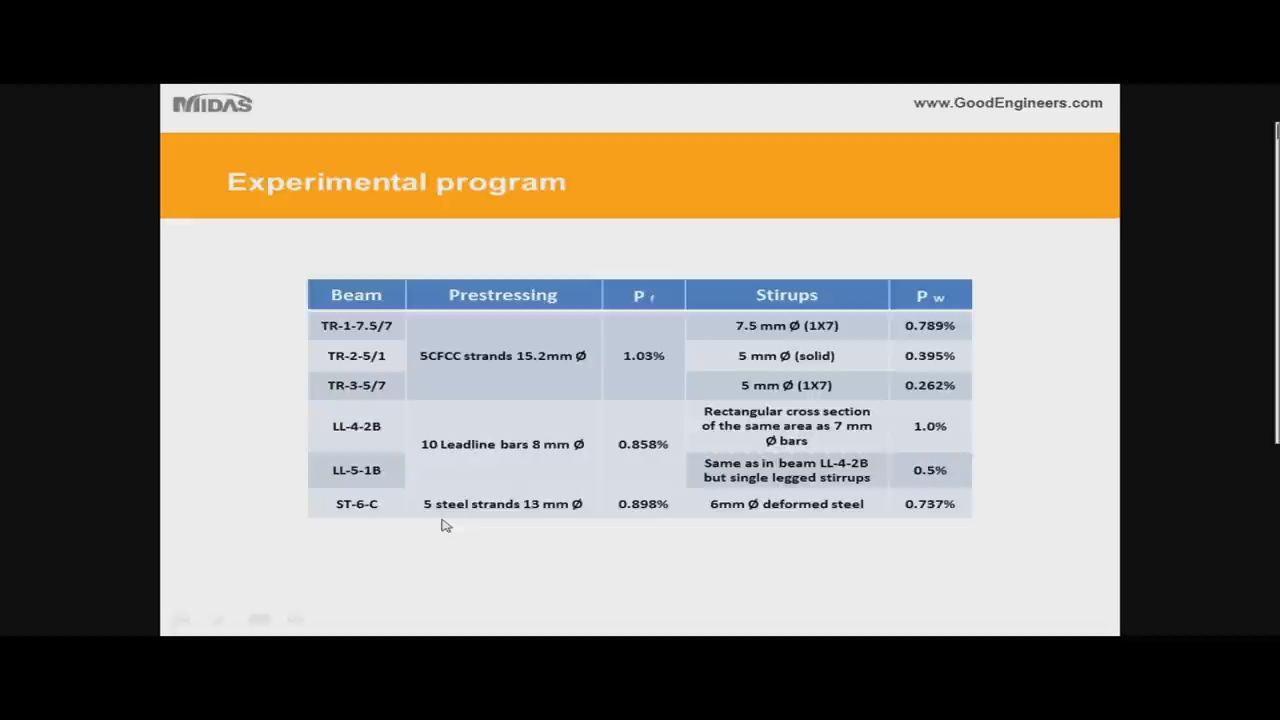 MIDAS
www.GoodEngineers.com
Experimental program
Beam Prestressing P f Stirups P w
TR-1-7.5/7 7.5 mm Ø (1X7) 0.789%
TR-2-5/1 5CFCC strands 15.2mm Ø 1.03% 5 mm Ø (solid) 0.395%
TR-3-5/7 5 mm Ø (1X7) 0.262%
Rectangular cross section
LL-4-2B of the same area as 7 mm 1.0%
Ø bars
10 Leadline bars 8 mm Ø 0.858%
Same as in beam LL-4-2B
LL-5-1B 0.5%
but single legged stirrups
ST-6-C 5 steel strands 13 mm Ø 0.898% 6mm Ø deformed steel 0.737%